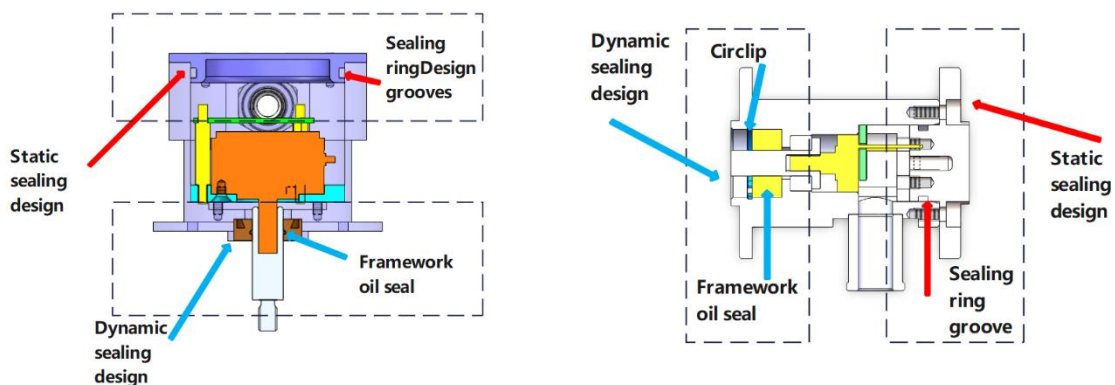 Sealing
ringDesign
grooves
Static
sealing
design
Framework
oil seal
Dynamic
sealing
design
Dynamic
sealing
design
Circlip
Static
sealing
design
Framework
oil seal
Sealing
ring
groove